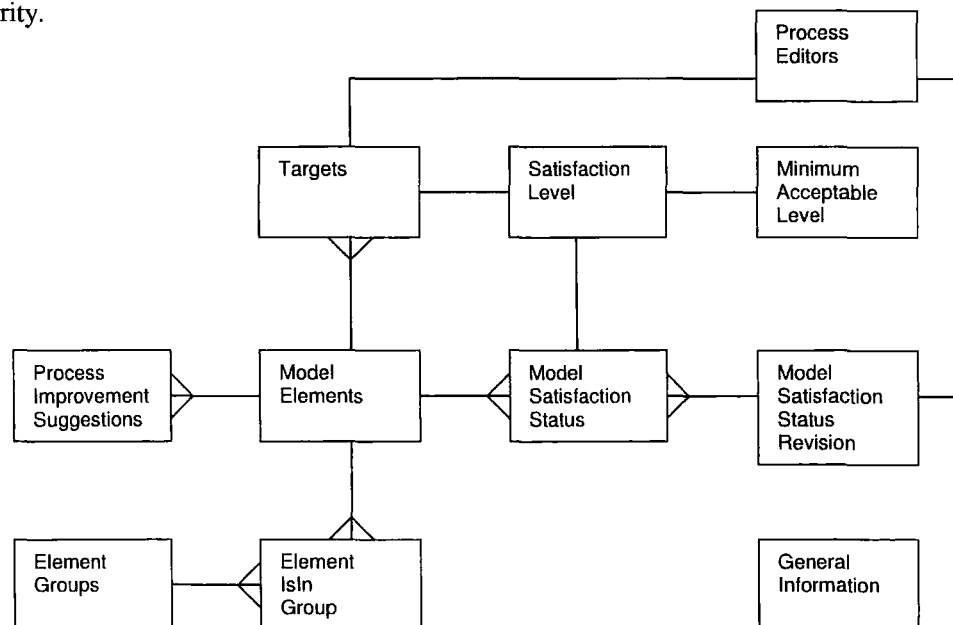 rity.
Process
Editors
Targets
Satisfaction
Level
Minimum
Acceptable
Level
Process
Improvement
Suggestions
Model
Elements
Model
Satisfaction
Status
Model
Satisfaction
Status
Revision
Element
Groups
Element
IsIn
Group
General
Information